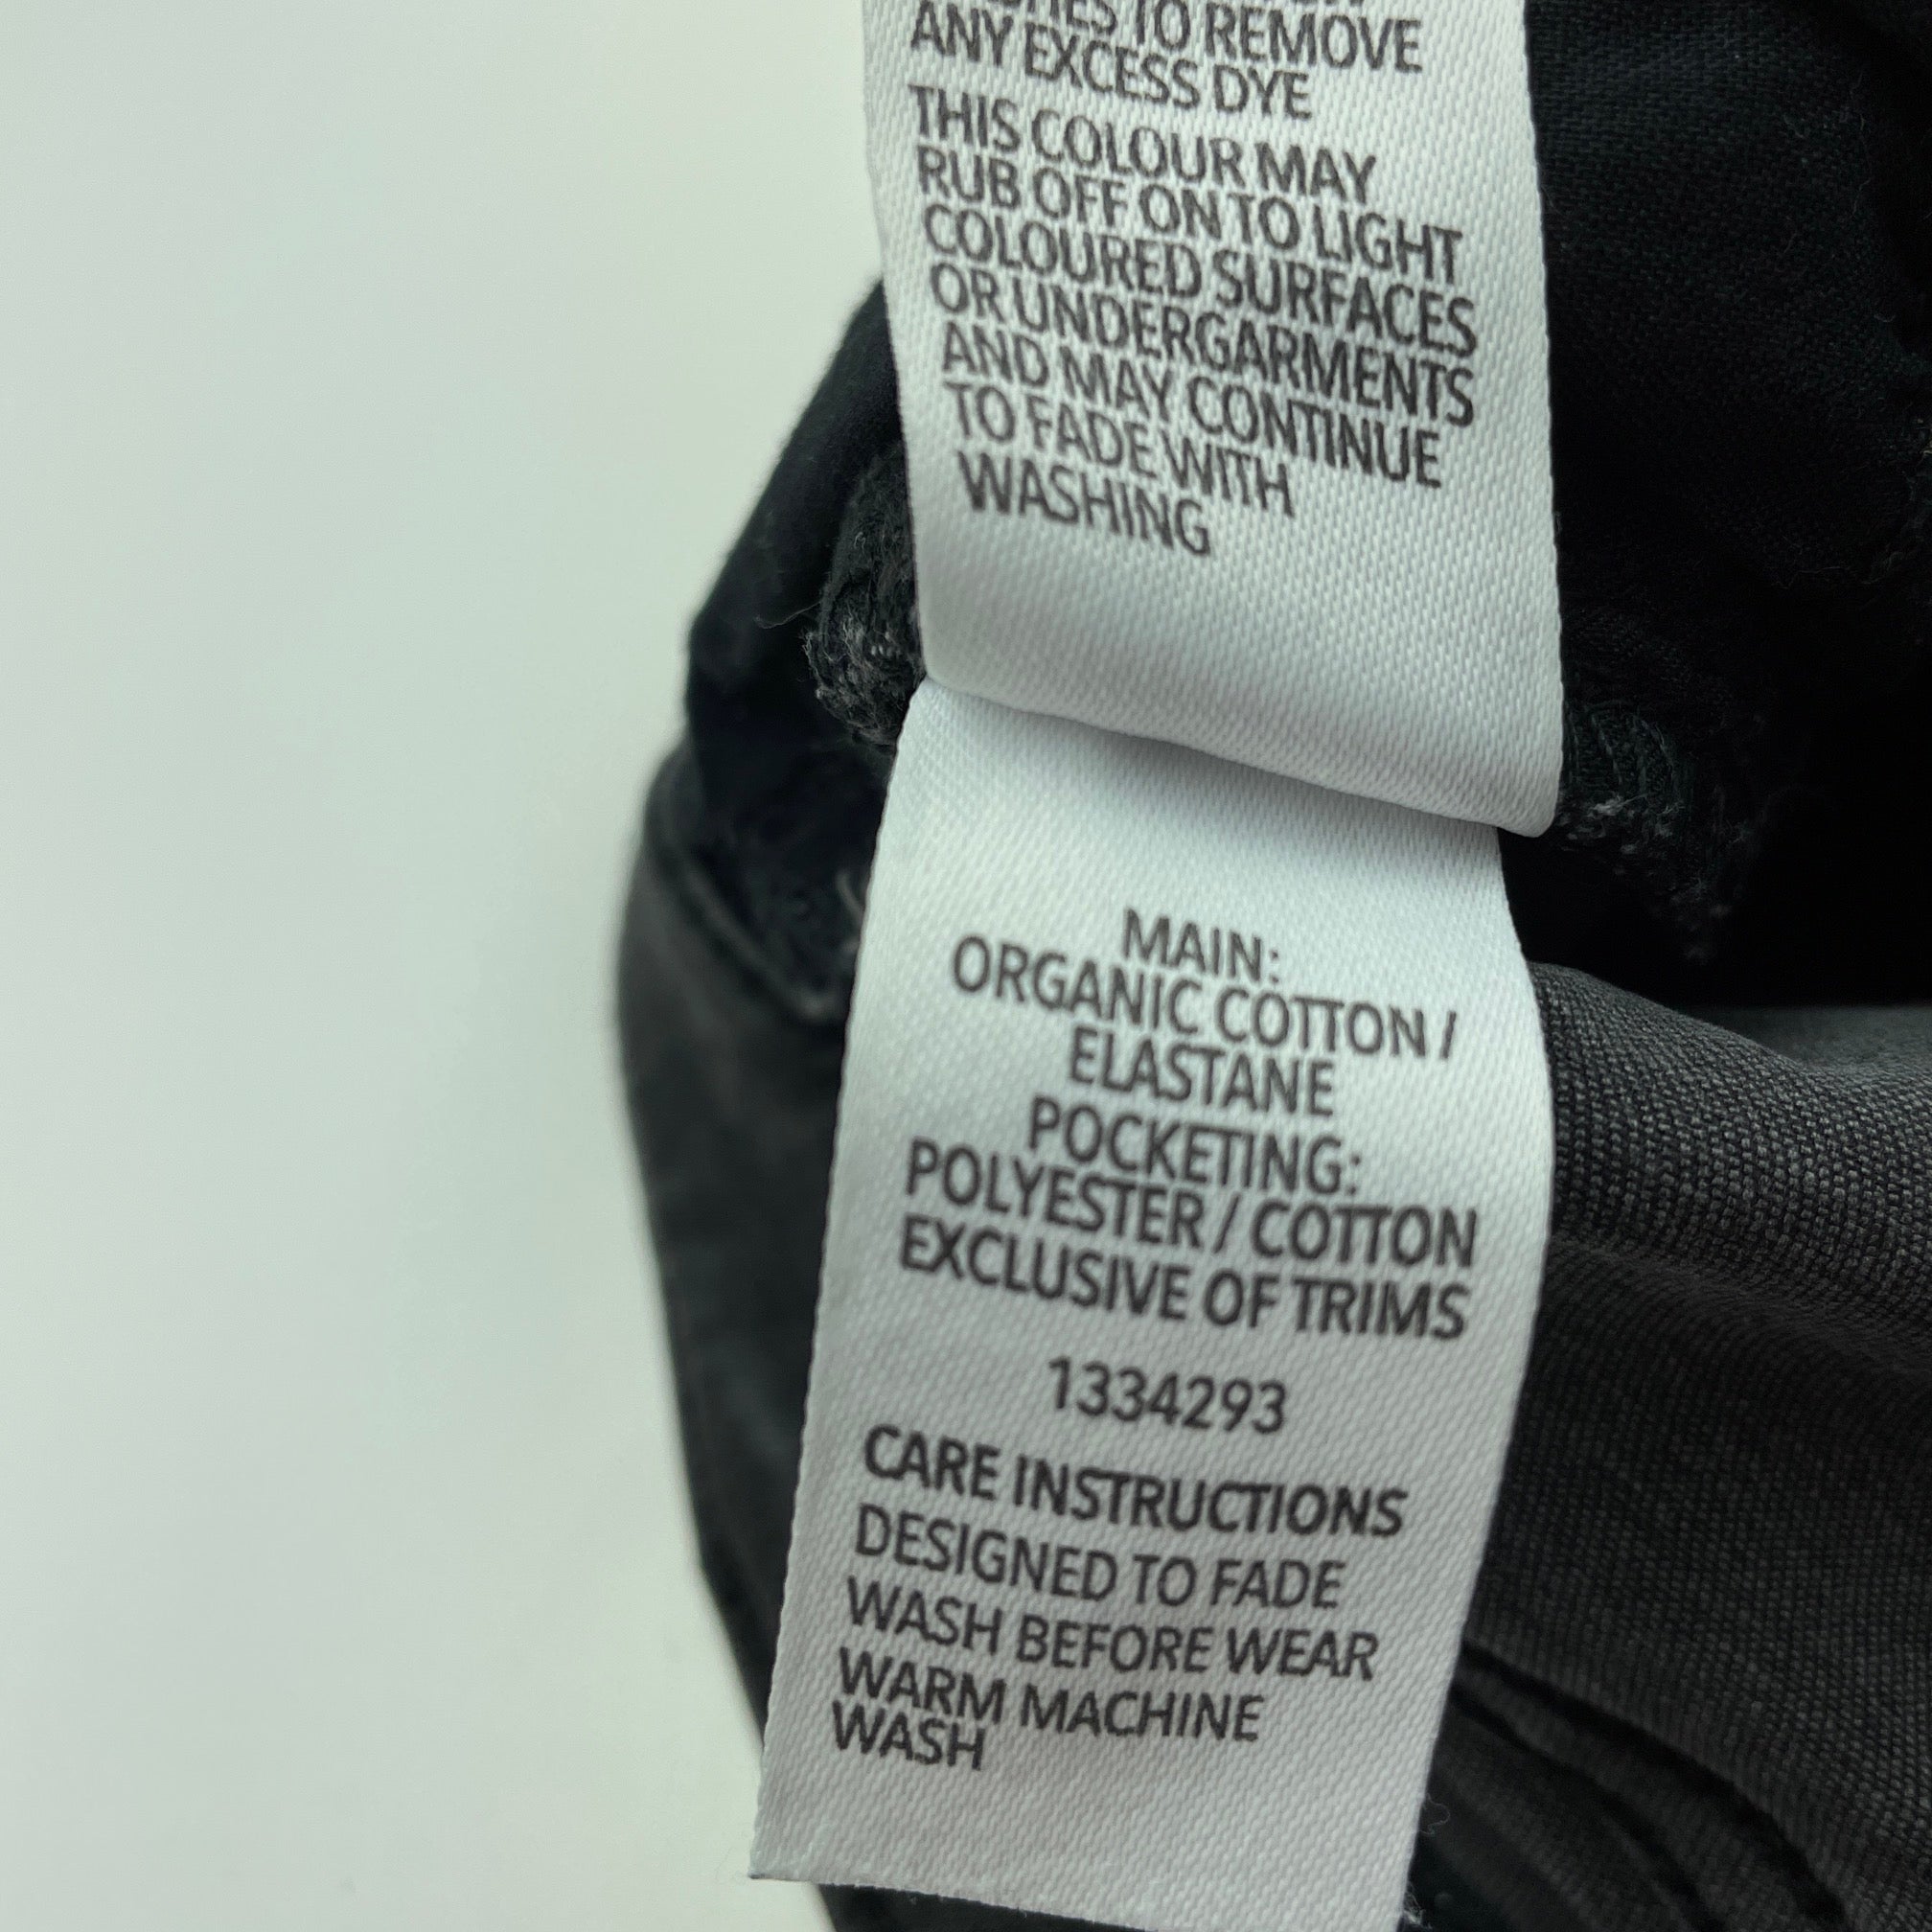 TO REMOVE
ANY EXCESS DYE
THIS COLOUR MAY
RUB OFF ON TO LIGHT
COLOURED SURFACES
OR UNDERGARMENTS
AND MAY CONTINUE
TO FADE WITH
WASHING
MAIN:
ORGANIC COTTON /
ELASTANE
POCKETING:
POLYESTER / COTTON
EXCLUSIVE OF TRIMS
1334293
CARE INSTRUCTIONS
DESIGNED TO FADE
WASH BEFORE WEAR
WARM MACHINE
WASH